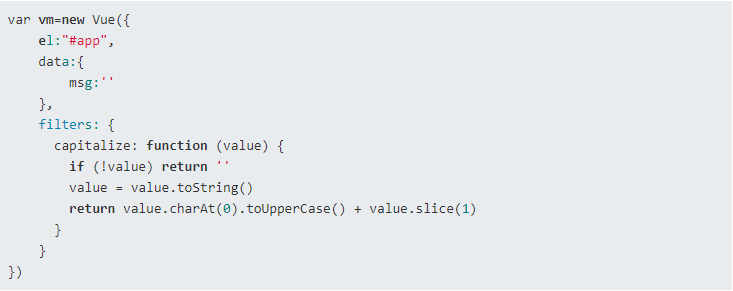 var vm=new Vue({
    el:"#app",
    data:{
        msg:''
    },
    filters: {
      capitalize: function (value) {
        if (!value) return ''
        value = value.toString()
        return value.charAt(0).toUpperCase() + value.slice(1)
      }
    }
})